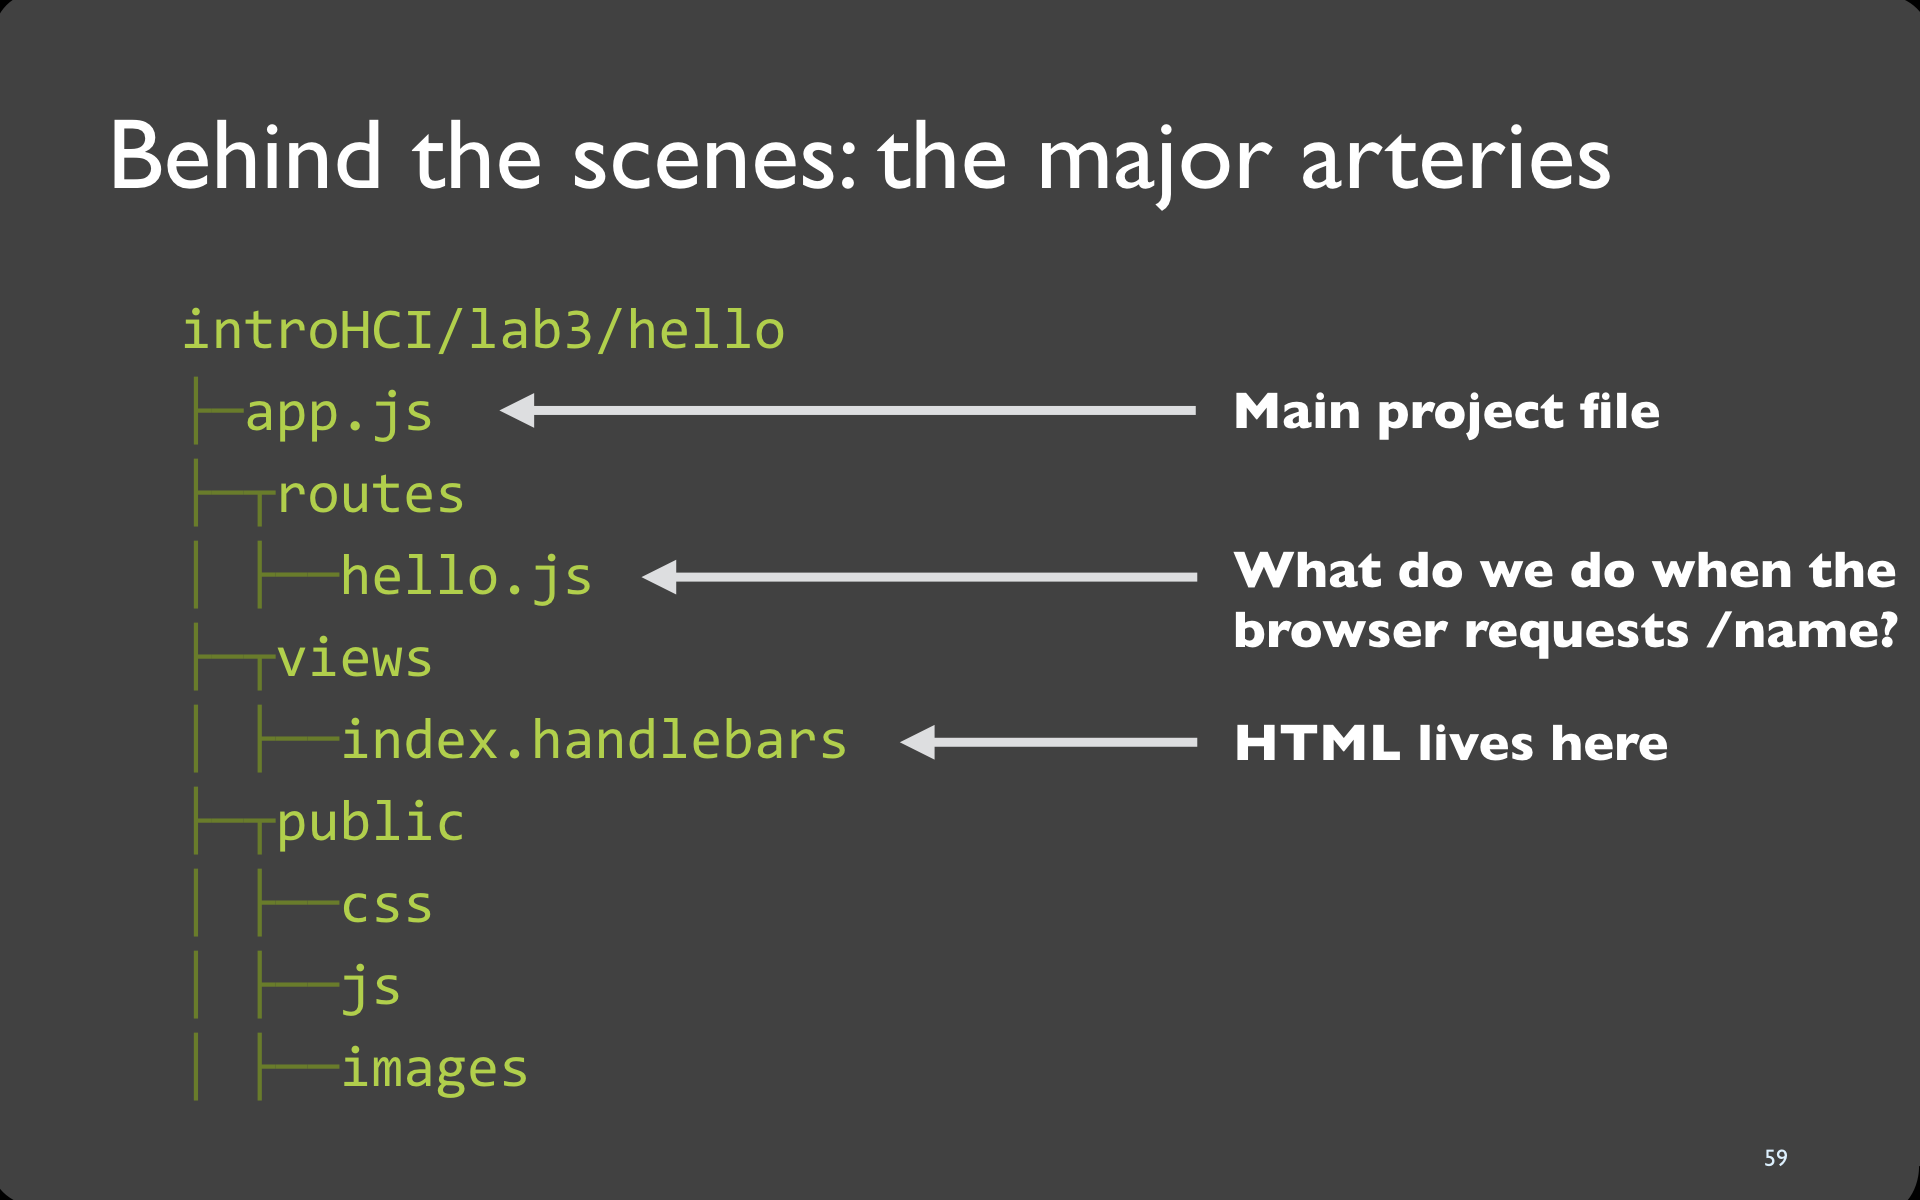 Behind the scenes: the major arteries
introHCI/lab3/hello
app.js
Main project file
routes
hello.js
What do we do when the
browser requests /name?
views
index.handlebars
HTML lives here
public
css
js
images
59